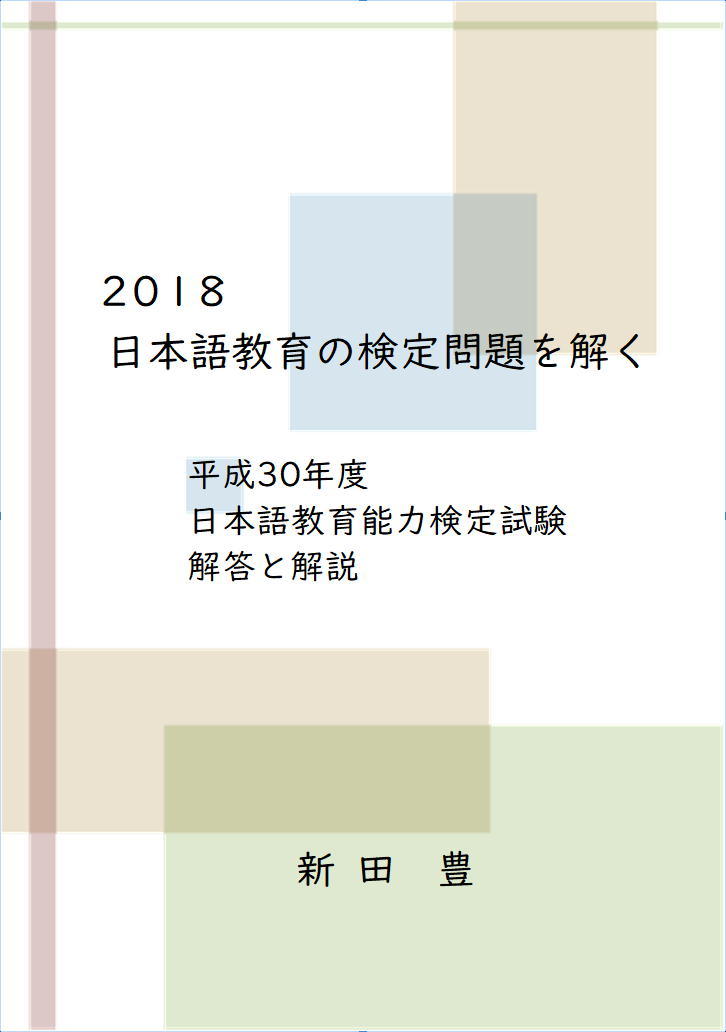 2018
日本語教育の検定問題を解く
平成30年度
日本語教育能力検定試験
解答と解説
新田 豊